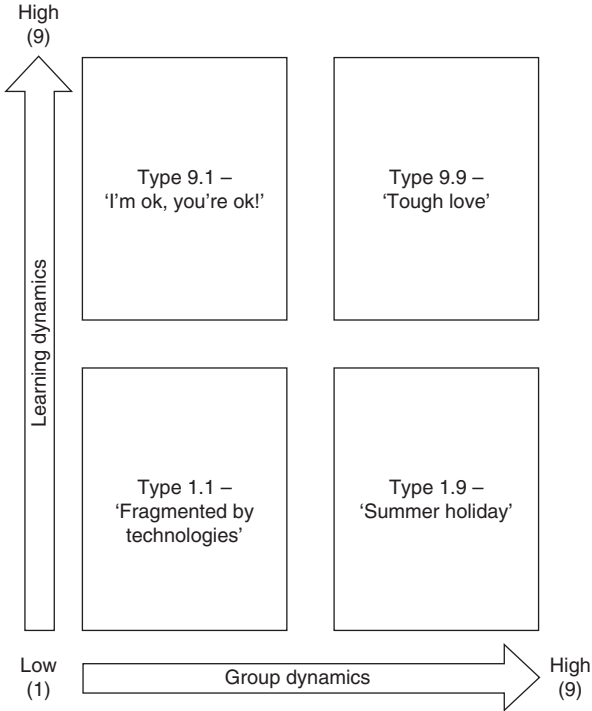 High
(9)
Type 9.1 –
‘I’m ok, you’re ok!’
Type 9.9 –
‘Tough love’
Learning dynamics
Type 1.1 –
‘Fragmented by
technologies’
Type 1.9 –
‘Summer holiday’
Low
(1)
Group dynamics
High
(9)